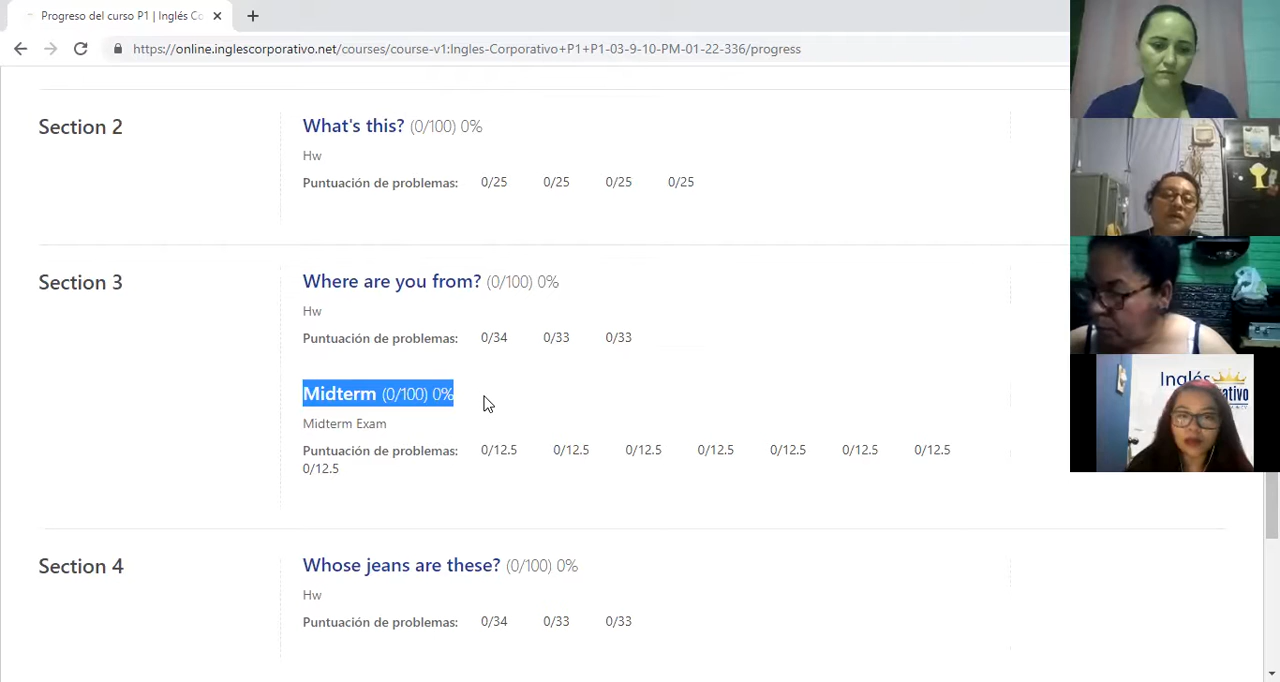 Progreso del curso P1 | Inglés Co
https://online.inglescorporativo.net/courses/course-v1:Ingles-Corporativo+P1+P1-03-9-10-PM-01-22-336/progress
Section 2
What's this? (0/100) 0%
Hw
Puntuación de problemas: 0/25 0/25 0/25 0/25
Section 3
Where are you from? (0/100) 0%
Hw
Puntuación de problemas: 0/34 0/33 0/33
Midterm (0/100) 0%
Midterm Exam
Puntuación de problemas: 0/12.5 0/12.5 0/12.5 0/12.5 0/12.5 0/12.5 0/12.5
0/12.5
Section 4
Whose jeans are these? (0/100) 0%
Hw
Puntuación de problemas: 0/34 0/33 0/33
Inglés
ativo